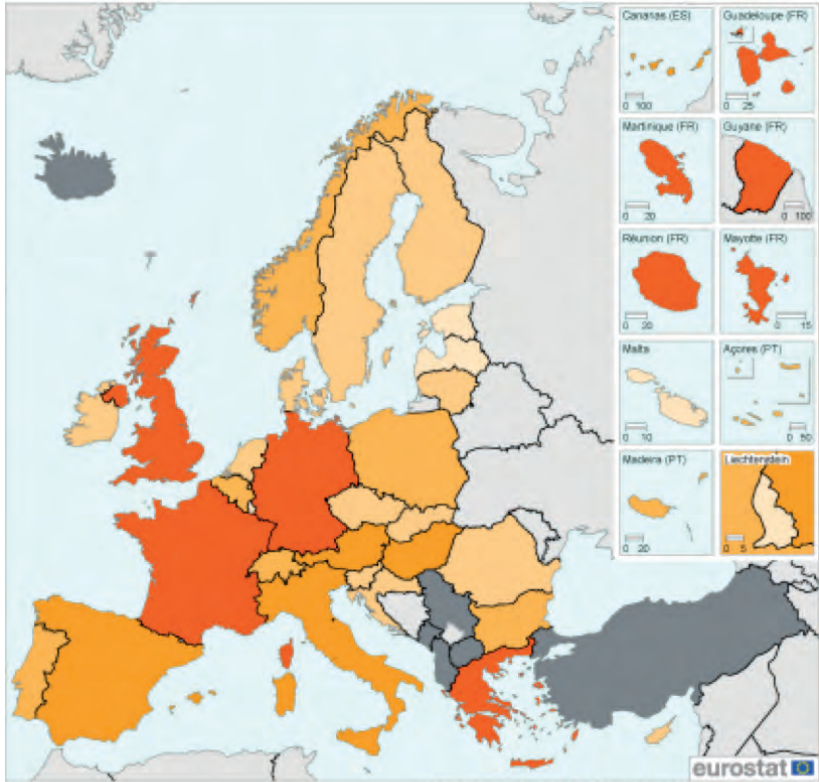 Canarias (ES)
0 100
Guadeloupe (FR)
0 25
Martinique (FR)
0 20
Guyane (FR)
0 100
Réunion (FR)
0 20
Mayotte (FR)
0 15
Malta
0 10
Açores (PT)
0 50
Madeira (PT)
0 20
Liechtenstein
0 5
eurostat